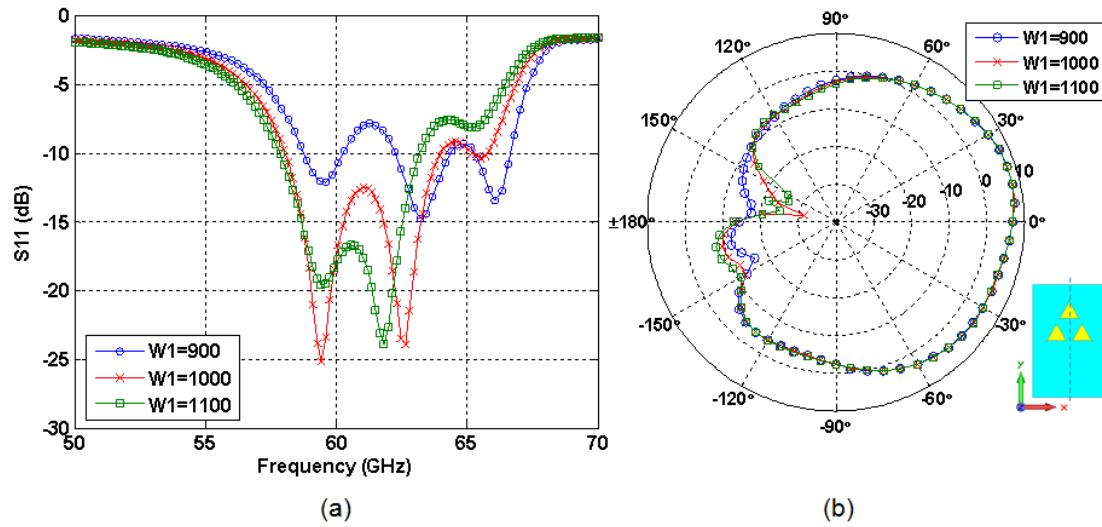 0
-5
-10
-15
-20
-25
-30
50
55
60
65
70
S11 (dB)
Frequency (GHz)
W1=900
W1=1000
W1=1100
(a)
90°
60°
30°
0°
-30°
-60°
-90°
-120°
-150°
±180°
150°
120°
10
0
-10
-20
-30
W1=900
W1=1000
W1=1100
Y
X
(b)